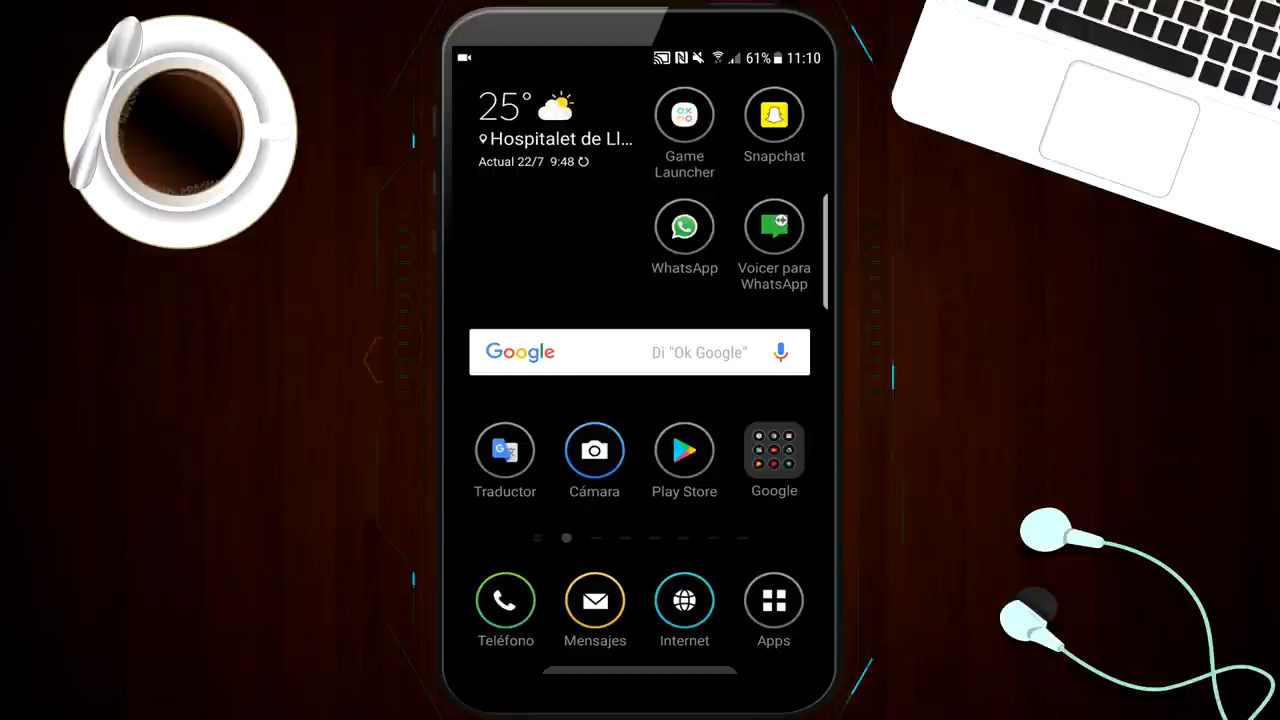 61% 11:10
25°
Hospitalet de Ll...
Actual 22/7 9:48
Game
Launcher
Snapchat
WhatsApp
Voicer para
WhatsApp
Google
Di "Ok Google"
Traductor
Cámara
Play Store
Google
Teléfono
Mensajes
Internet
Apps